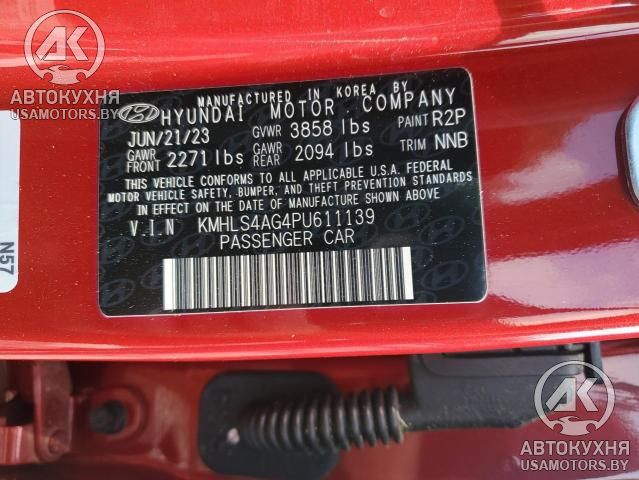 АК
АВТОКУХНЯ
USAMOTORS.BY
MANUFACTURED IN KOREA BY
HYUNDAI MOTOR COMPANY
JUN/21/23 GVWR 3858 lbs PAINT R2P
GAWR FRONT 2271 lbs GAWR REAR 2094 lbs TRIM NNB
THIS VEHICLE CONFORMS TO ALL APPLICABLE U.S.A. FEDERAL
MOTOR VEHICLE SAFETY, BUMPER, AND THEFT PREVENTION STANDARDS
IN EFFECT ON THE DATE OF MANUFACTURE SHOWN ABOVE
V.I.N KMHLS4AG4PU611139
PASSENGER CAR
N57
АК
АВТОКУХНЯ
USAMOTORS.BY